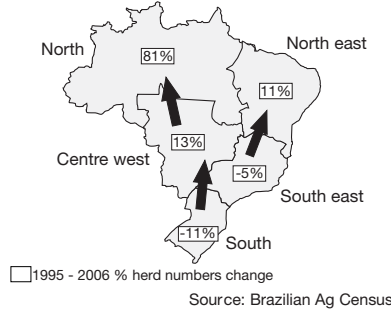 North
North east
81%
11%
Centre west
13%
-5%
South east
-11%
South
1995 - 2006 % herd numbers change
Source: Brazilian Ag Census